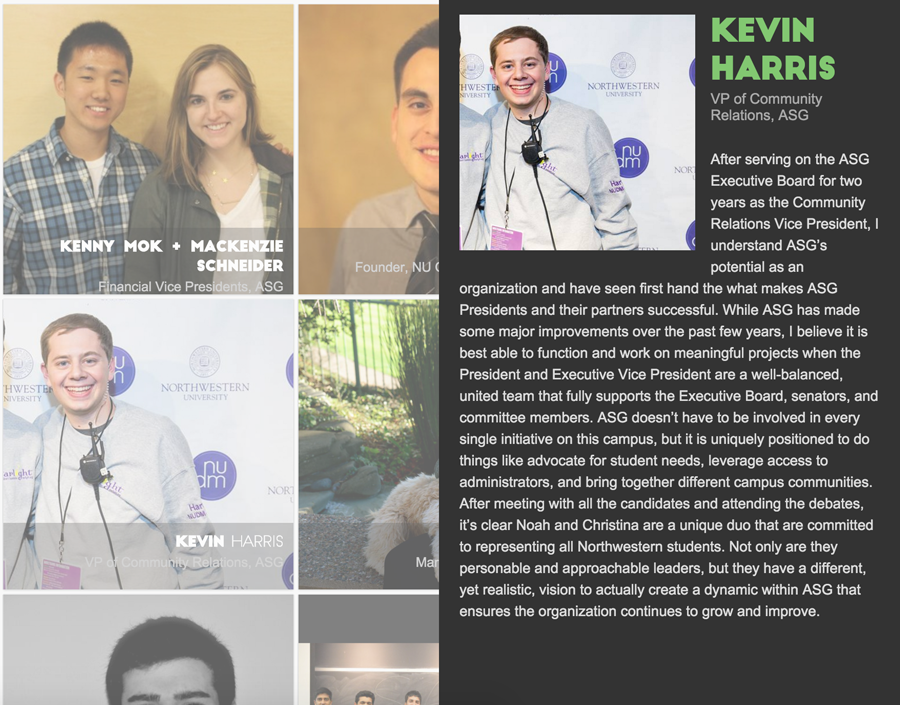 KENNY MOK + MACKENZIE
SCHNEIDER
Financial Vice Presidents, ASG
Founder, NU
NORTHWESTERN
UNIVERSITY
nu
dm
KEVIN HARRIS
VP of Community Relations, ASG
NORTHWESTERN
UNIVERSITY
nu
dm
KEVIN
HARRIS
VP of Community
Relations, ASG
After serving on the ASG
Executive Board for two
years as the Community
Relations Vice President, I
understand ASG's
potential as an
organization and have seen first hand the what makes ASG
Presidents and their partners successful. While ASG has made
some major improvements over the past few years, I believe it is
best able to function and work on meaningful projects when the
President and Executive Vice President are a well-balanced,
united team that fully supports the Executive Board, senators, and
committee members. ASG doesn't have to be involved in every
single initiative on this campus, but it is uniquely positioned to do
things like advocate for student needs, leverage access to
administrators, and bring together different campus communities.
After meeting with all the candidates and attending the debates,
it's clear Noah and Christina are a unique duo that are committed
to representing all Northwestern students. Not only are they
personable and approachable leaders, but they have a different,
yet realistic, vision to actually create a dynamic within ASG that
ensures the organization continues to grow and improve.